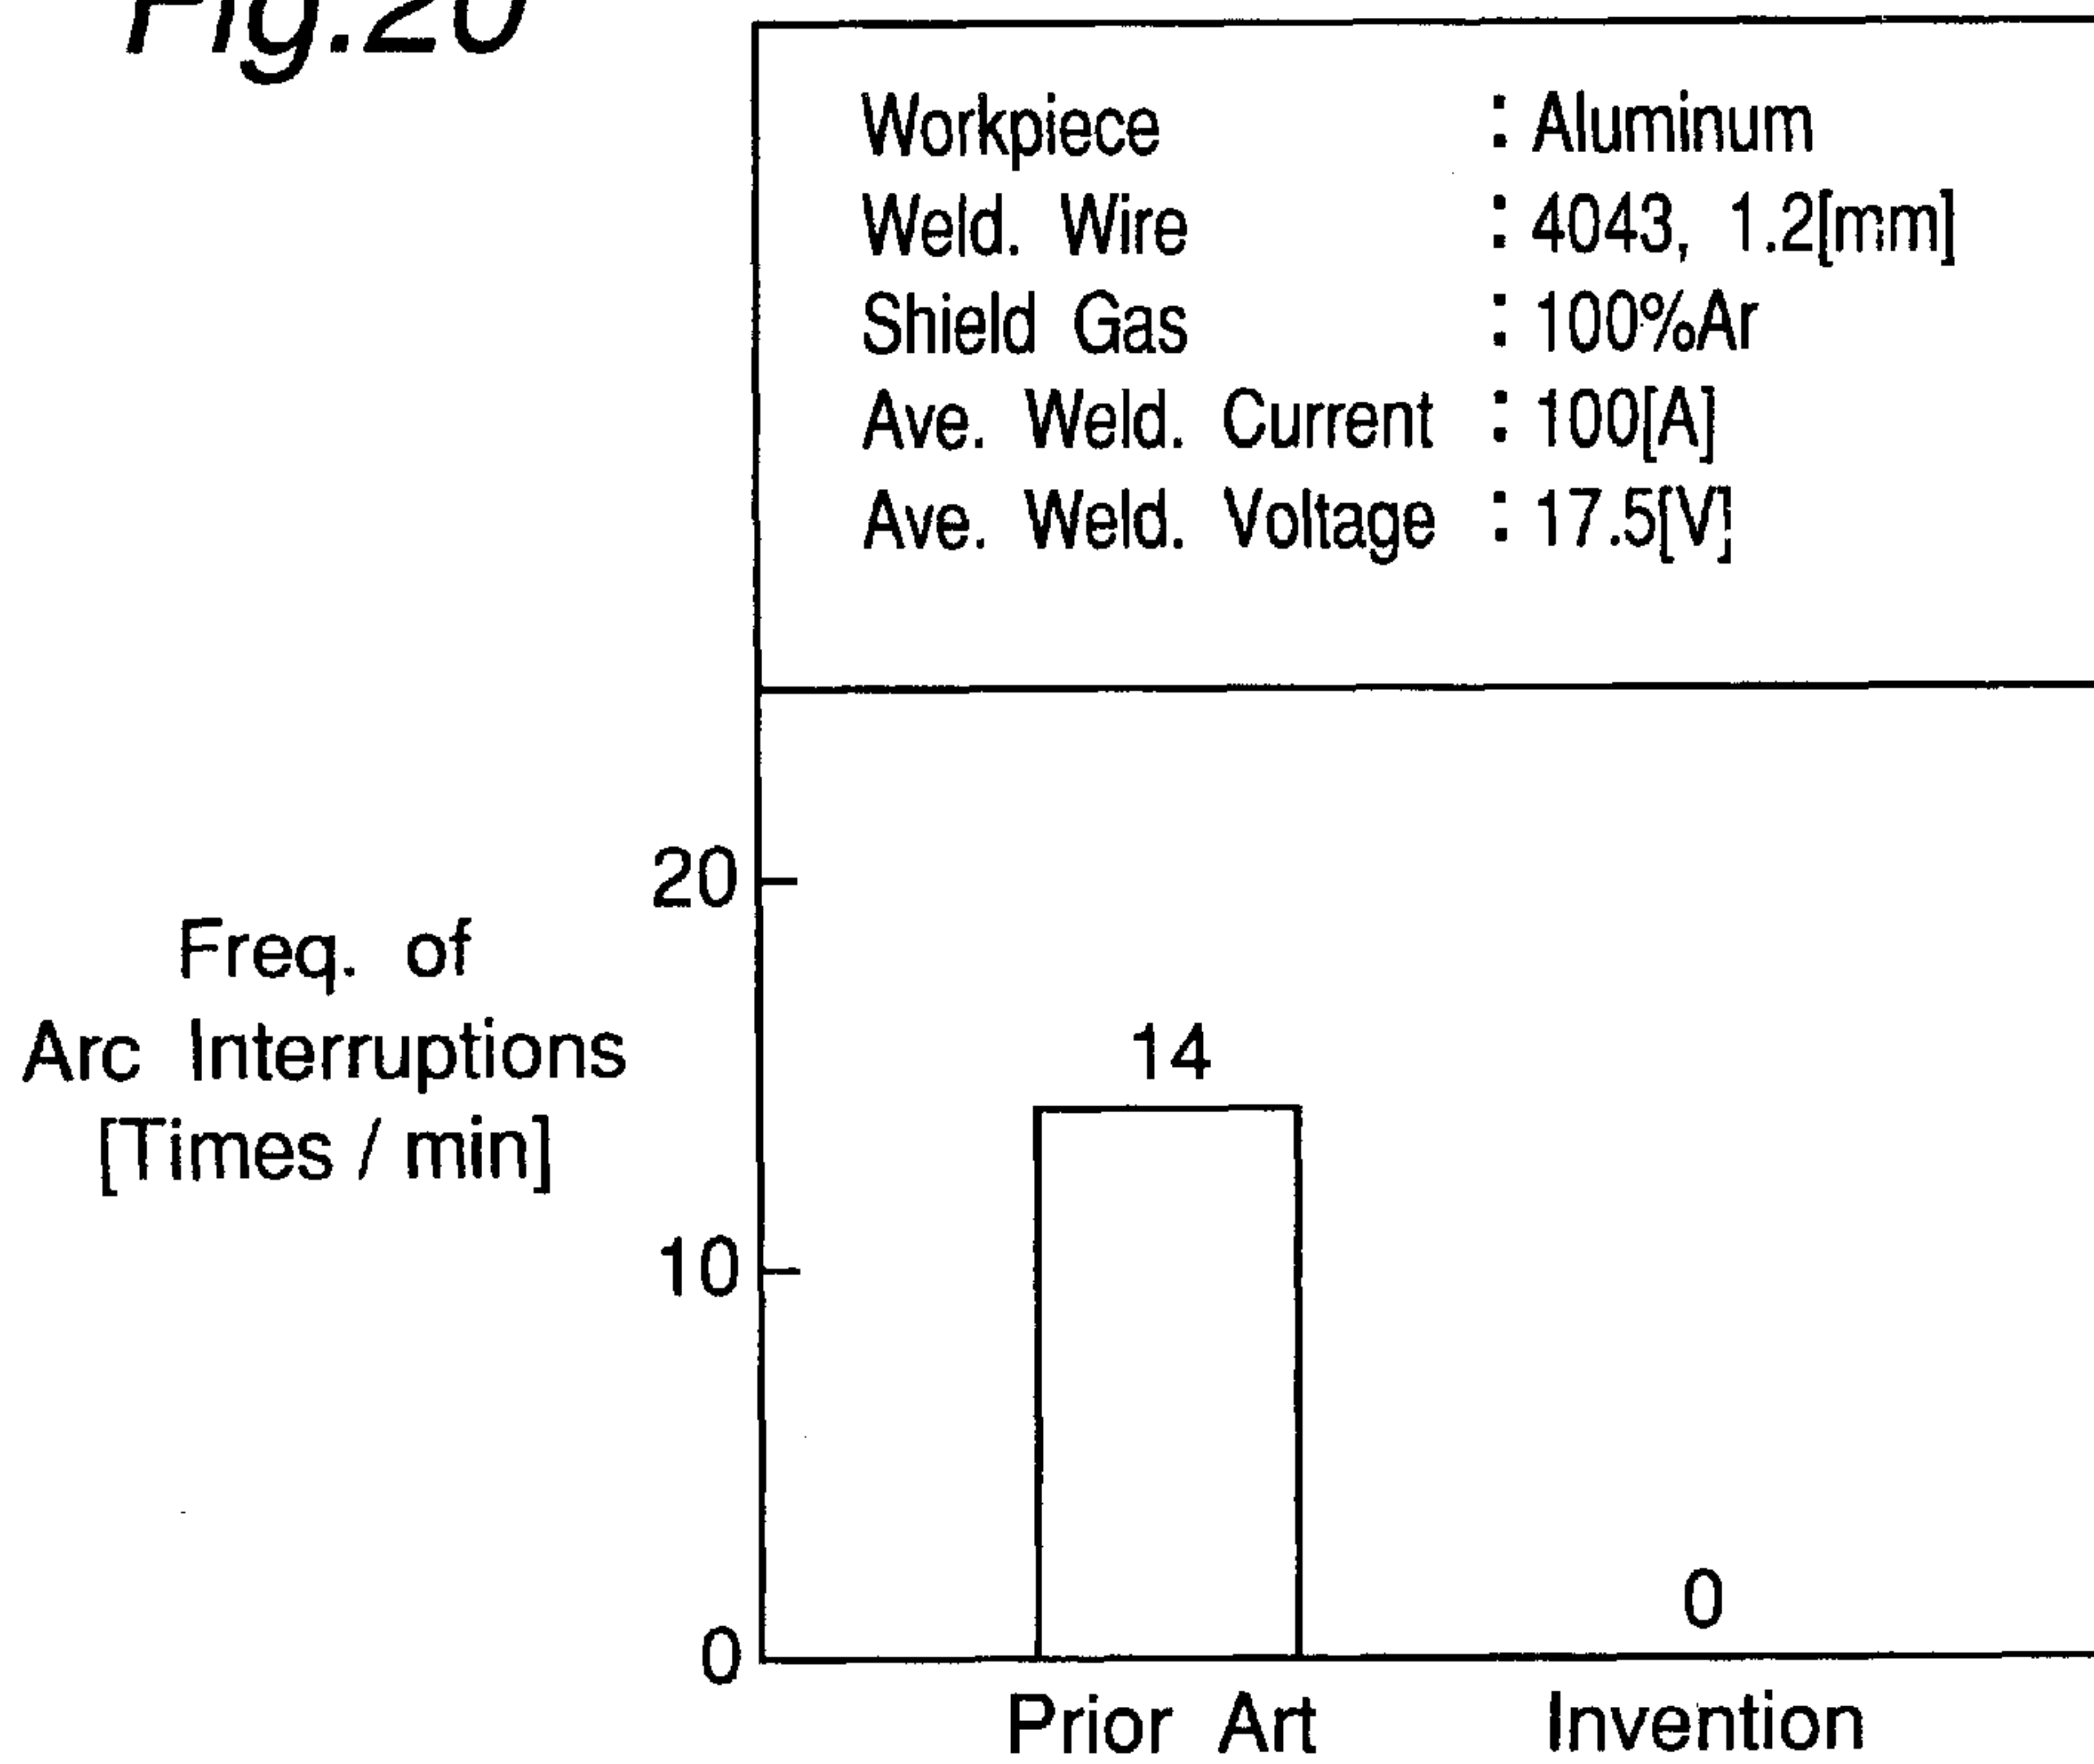 Fig.20
Workpiece : Aluminum
Weld. Wire : 4043, 1.2[mm]
Shield Gas : 100%Ar
Ave. Weld. Current : 100[A]
Ave. Weld. Voltage : 17.5[V]
20
Freq. of
Arc Interruptions
[Times / min]
14
10
0
0
Prior Art Invention